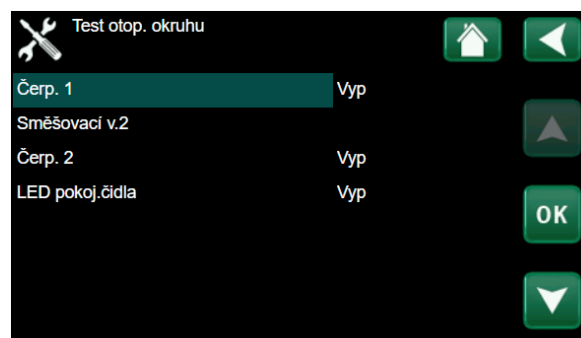 Test otop. okruhu
Čerp. 1 Vyp
Směšovací v.2
Čerp. 2 Vyp
LED pokoj.čidla Vyp
OK